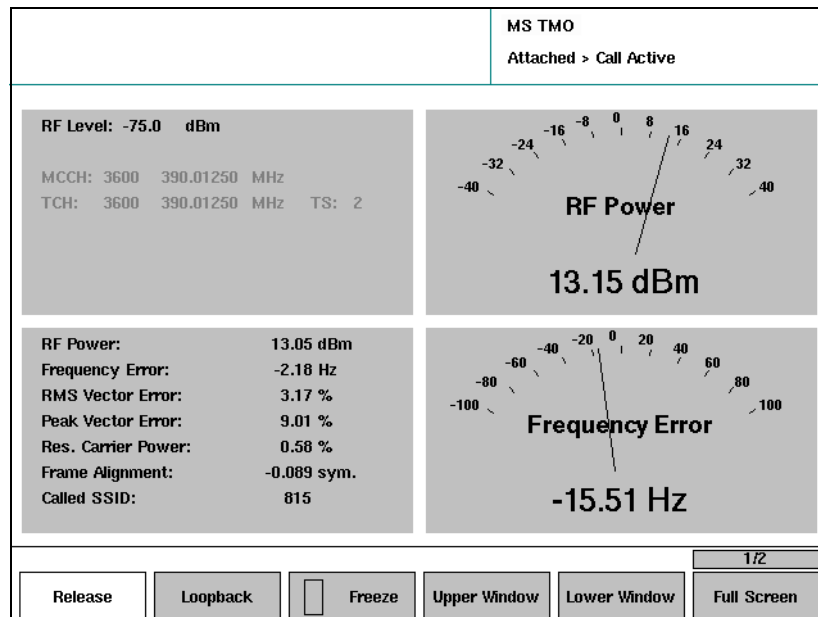 MS TMO
Attached > Call Active
RF Level: -75.0 dBm
MCCH: 3600 390.01250 MHz
TCH: 3600 390.01250 MHz TS: 2
-40 -32 -24 -16 -8 0 8 16 24 32 40
RF Power
13.15 dBm
RF Power: 13.05 dBm
Frequency Error: -2.18 Hz
RMS Vector Error: 3.17 %
Peak Vector Error: 9.01 %
Res. Carrier Power: 0.58 %
Frame Alignment: -0.089 sym.
Called SSID: 815
-100 -80 -60 -40 -20 0 20 40 60 80 100
Frequency Error
-15.51 Hz
1/2
Release Loopback Freeze Upper Window Lower Window Full Screen